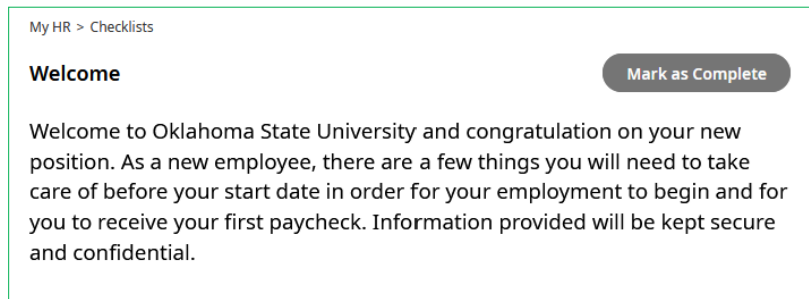 My HR > Checklists
Welcome
Mark as Complete
Welcome to Oklahoma State University and congratulation on your new
position. As a new employee, there are a few things you will need to take
care of before your start date in order for your employment to begin and for
you to receive your first paycheck. Information provided will be kept secure
and confidential.